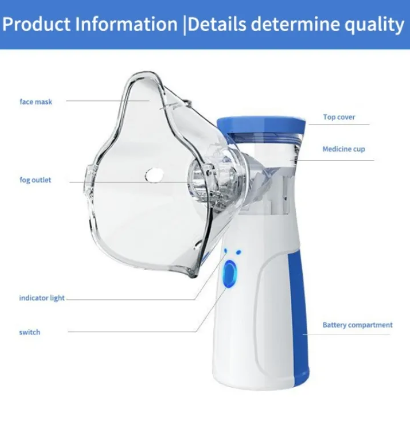 Product Information |Details determine quality
face mask
Top cover
Medicine cup
fog outlet
indicator light
switch
Battery compartment